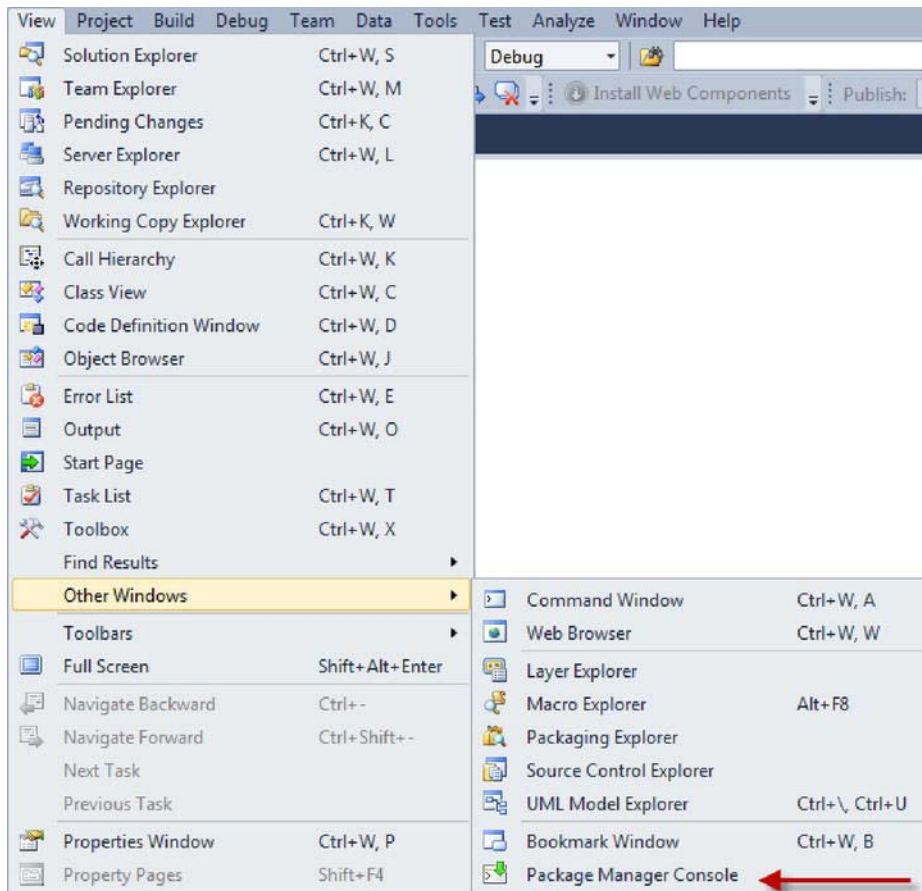 View Project Build Debug Team Data Tools Test Analyze Window Help
Debug
Install Web Components Publish:
Solution Explorer Ctrl+W, S
Team Explorer Ctrl+W, M
Pending Changes Ctrl+K, C
Server Explorer Ctrl+W, L
Repository Explorer
Working Copy Explorer Ctrl+K, W
Call Hierarchy Ctrl+W, K
Class View Ctrl+W, C
Code Definition Window Ctrl+W, D
Object Browser Ctrl+W, J
Error List Ctrl+W, E
Output Ctrl+W, O
Start Page
Task List Ctrl+W, T
Toolbox Ctrl+W, X
Find Results
Other Windows
Toolbars
Full Screen Shift+Alt+Enter
Navigate Backward Ctrl+-
Navigate Forward Ctrl+Shift+-
Next Task
Previous Task
Properties Window Ctrl+W, P
Property Pages Shift+F4
Command Window Ctrl+W, A
Web Browser Ctrl+W, W
Layer Explorer
Macro Explorer Alt+F8
Packaging Explorer
Source Control Explorer
UML Model Explorer Ctrl+\, Ctrl+U
Bookmark Window Ctrl+W, B
Package Manager Console